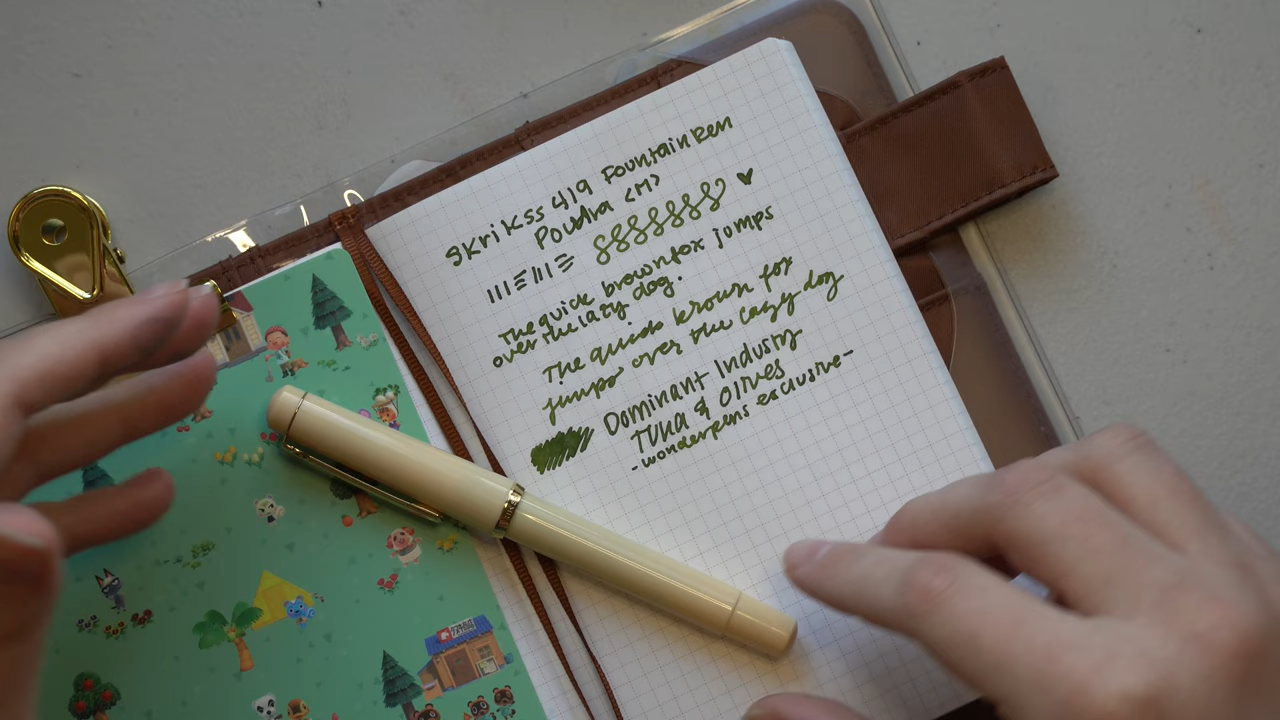 Skrikss 419 Fountain Pen
Poudra (M)
The quick brown fox jumps
over the lazy dog.
The quick brown fox
jumps over the lazy dog
Dominant Industry
Tuna & Olives
-wonderpens exclusive-